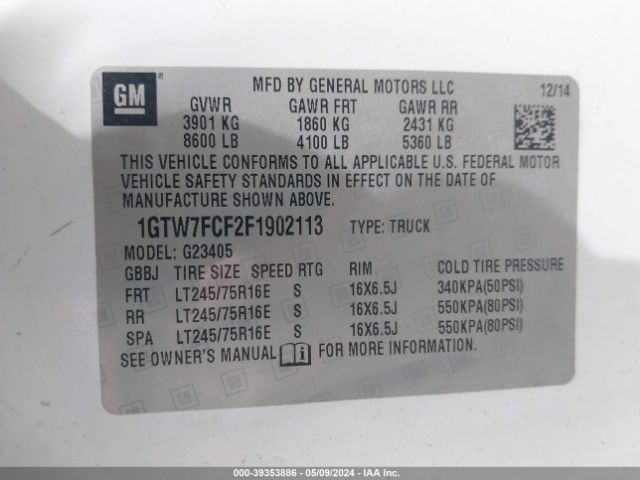 GM
MFD BY GENERAL MOTORS LLC 12/14
GVWR GAWR FRT GAWR RR
3901 KG 1860 KG 2431 KG
8600 LB 4100 LB 5360 LB
THIS VEHICLE CONFORMS TO ALL APPLICABLE U.S. FEDERAL MOTOR
VEHICLE SAFETY STANDARDS IN EFFECT ON THE DATE OF
MANUFACTURE SHOWN ABOVE.
1GTW7FCF2F1902113 TYPE: TRUCK
MODEL: G23405
GBBJ TIRE SIZE SPEED RTG RIM COLD TIRE PRESSURE
FRT LT245/75R16E S 16X6.5J 340KPA(50PSI)
RR LT245/75R16E S 16X6.5J 550KPA(80PSI)
SPA LT245/75R16E S 16X6.5J 550KPA(80PSI)
SEE OWNER'S MANUAL FOR MORE INFORMATION.
000-39353886 - 05/09/2024 - iaai.com